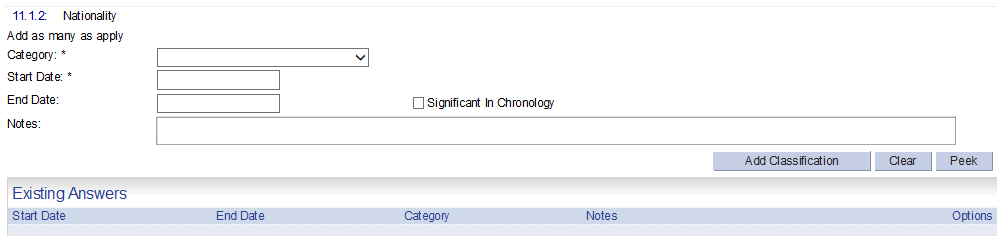 11.1.2: Nationality
Add as many as apply
Category: *
Start Date: *
End Date:
Significant In Chronology
Notes:
Add Classification Clear Peek
Existing Answers
Start Date End Date Category Notes Options